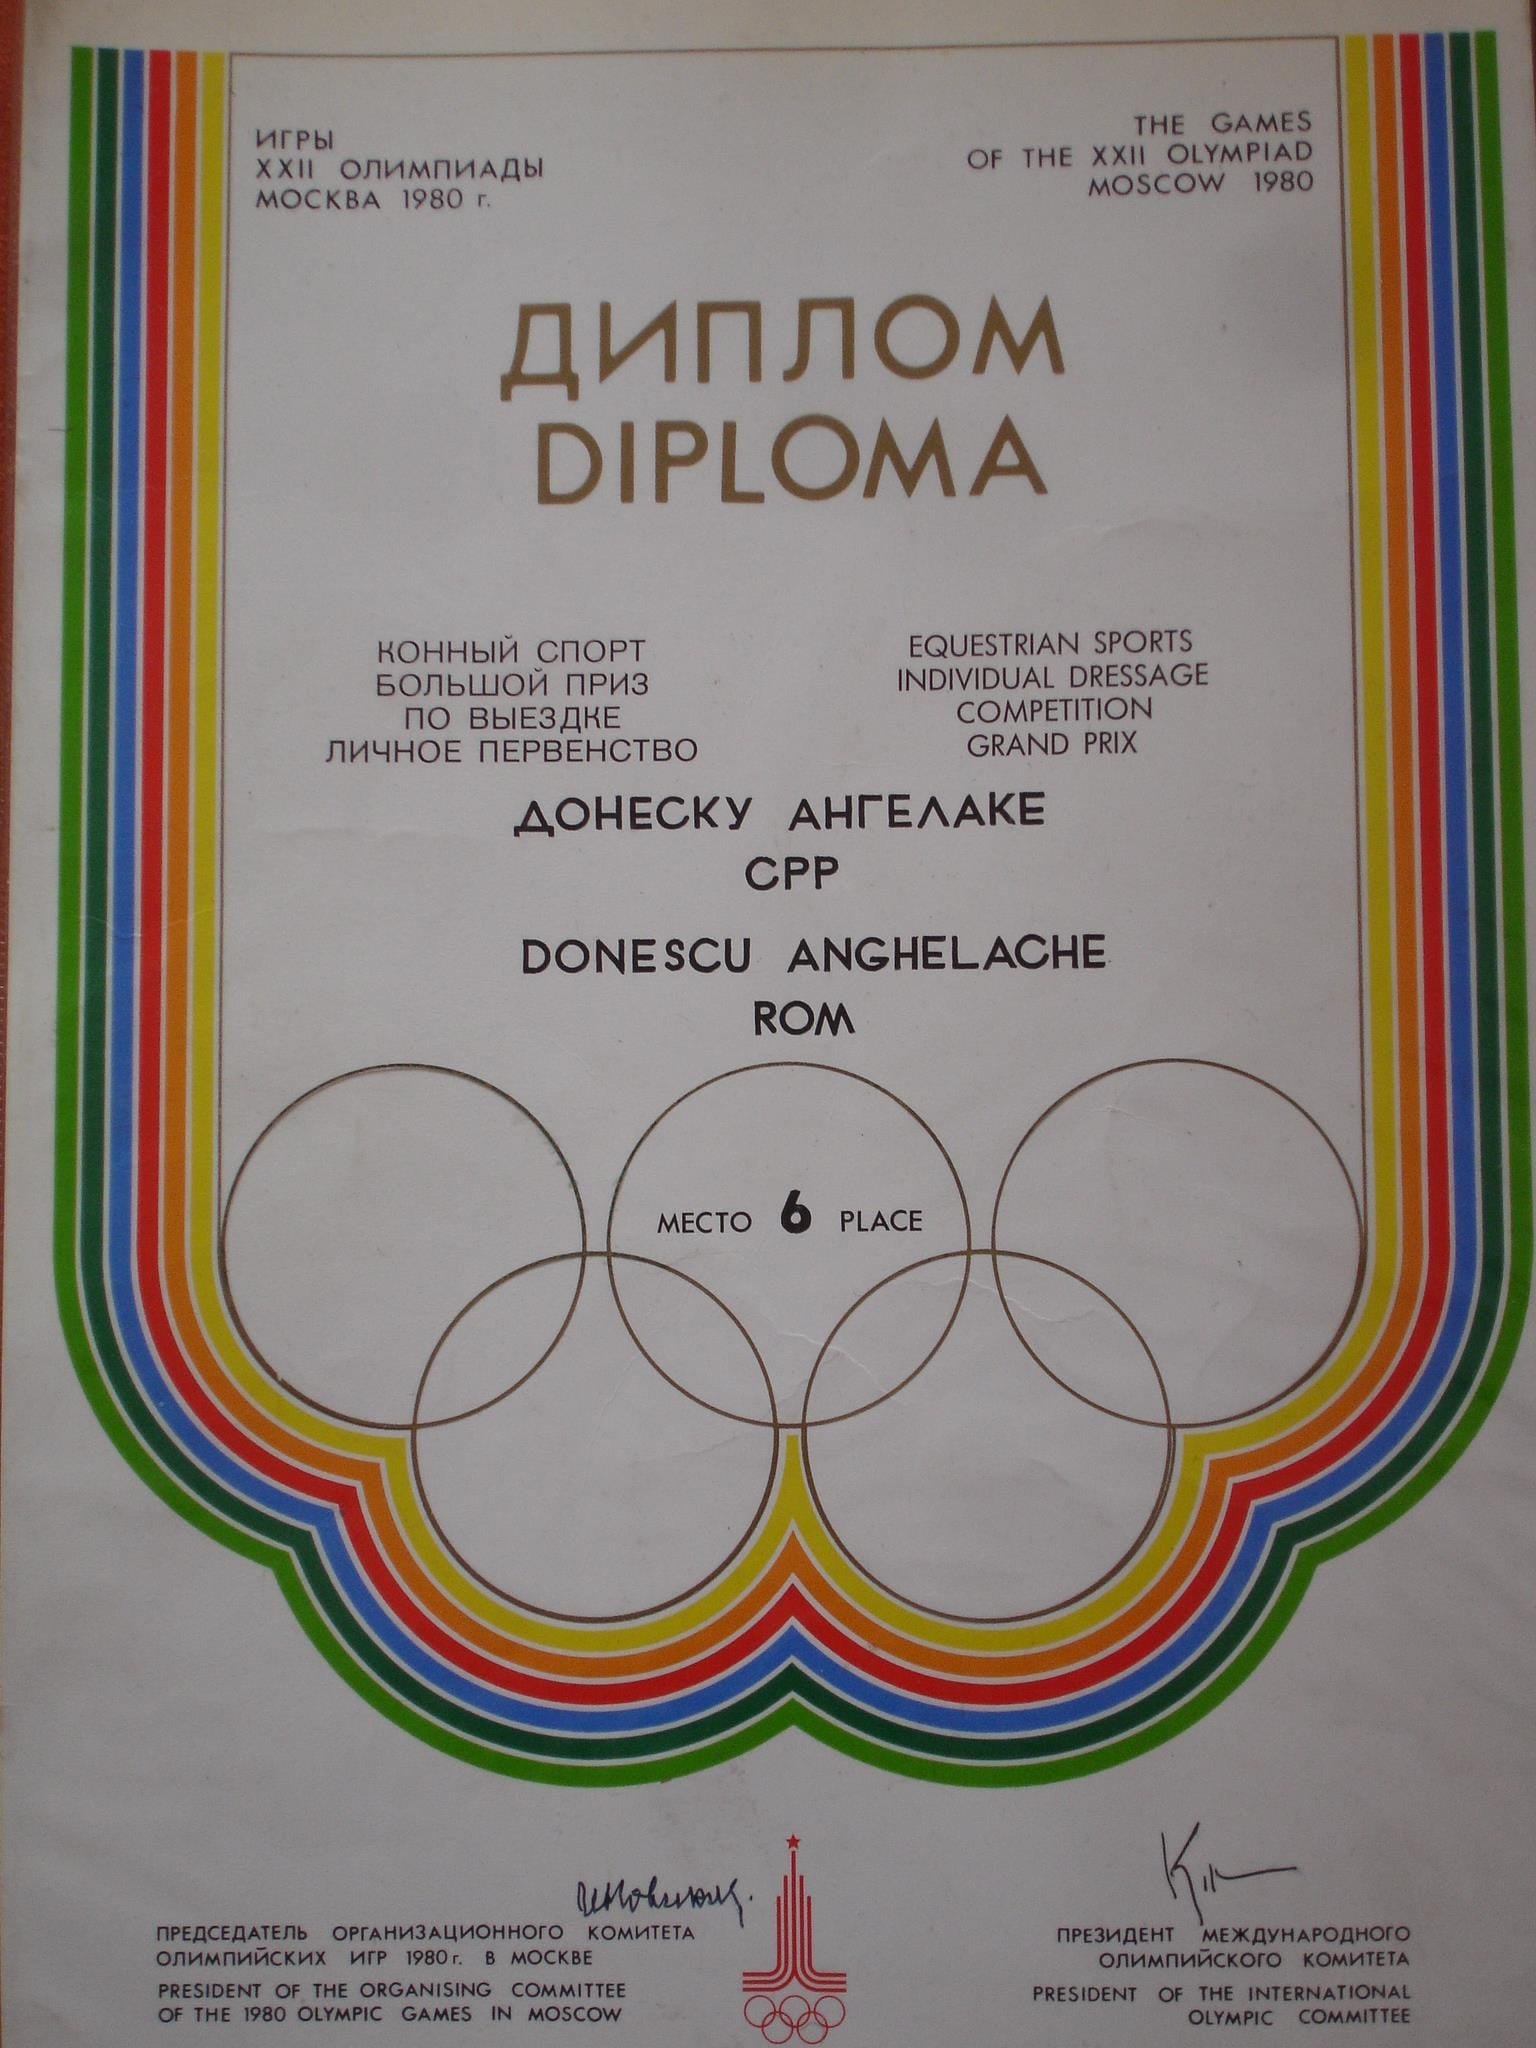 ИГРЫ
XXII ОЛИМПИАДЫ
МОСКВА 1980 г.
THE GAMES
OF THE XXII OLYMPIAD
MOSCOW 1980
ДИПЛОМ
DIPLOMA
КОННЫЙ СПОРТ
БОЛЬШОЙ ПРИЗ
ПО ВЫЕЗДКЕ
ЛИЧНОЕ ПЕРВЕНСТВО
EQUESTRIAN SPORTS
INDIVIDUAL DRESSAGE
COMPETITION
GRAND PRIX
ДОНЕСКУ АНГЕЛАКЕ
СРР
DONESCU ANGHELACHE
ROM
МЕСТО 6 PLACE
ПРЕДСЕДАТЕЛЬ ОРГАНИЗАЦИОННОГО КОМИТЕТА
ОЛИМПИЙСКИХ ИГР 1980 г. В МОСКВЕ
PRESIDENT OF THE ORGANISING COMMITTEE
OF THE 1980 OLYMPIC GAMES IN MOSCOW
ПРЕЗИДЕНТ МЕЖДУНАРОДНОГО
ОЛИМПИЙСКОГО КОМИТЕТА
PRESIDENT OF THE INTERNATIONAL
OLYMPIC COMMITTEE